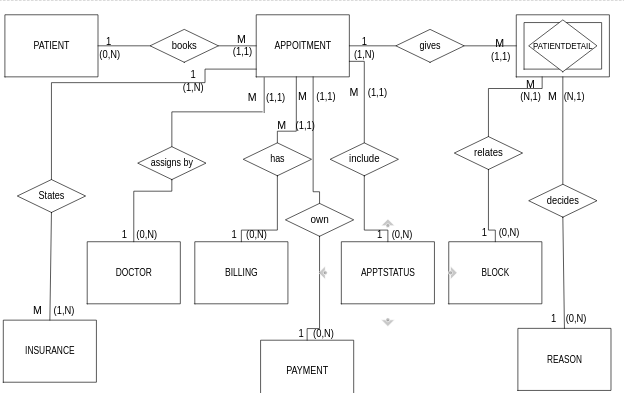 PATIENT
1
(0,N)
books
M
(1,1)
APPOITMENT
1
(1,N)
gives
M
(1,1)
PATIENTDETAIL
1
(1,N)
M (1,1)
M (1,1)
M (1,1)
M (1,1)
M
(N,1)
M (N,1)
assigns by
has
include
relates
States
own
decides
1 (0,N)
1 (0,N)
1 (0,N)
1 (0,N)
DOCTOR
BILLING
APPTSTATUS
BLOCK
M (1,N)
1 (0,N)
1 (0,N)
INSURANCE
PAYMENT
REASON